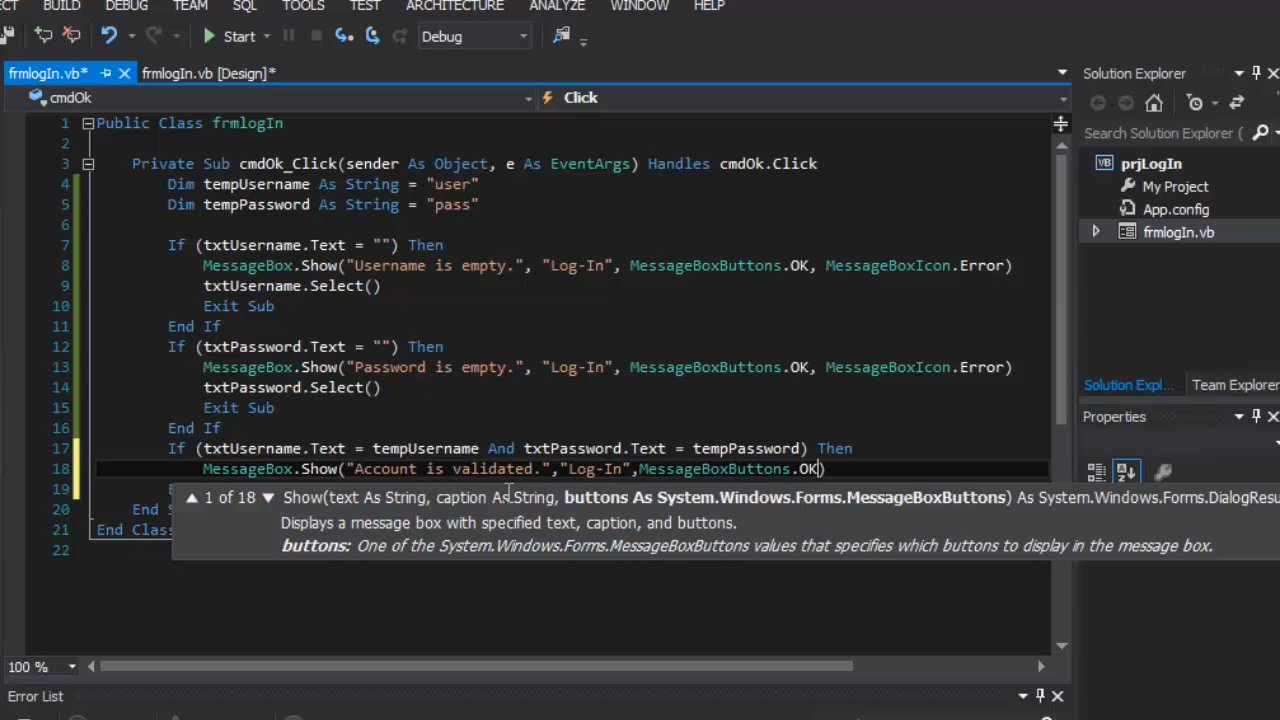 ECT BUILD DEBUG TEAM SQL TOOLS TEST ARCHITECTURE ANALYZE WINDOW HELP
Start Debug
frmlogIn.vb* frmlogIn.vb [Design]*
cmdOk Click
1 Public Class frmlogIn
2
3 Private Sub cmdOk_Click(sender As Object, e As EventArgs) Handles cmdOk.Click
4 Dim tempUsername As String = "user"
5 Dim tempPassword As String = "pass"
6
7 If (txtUsername.Text = "") Then
8 MessageBox.Show("Username is empty.", "Log-In", MessageBoxButtons.OK, MessageBoxIcon.Error)
9 txtUsername.Select()
10 Exit Sub
11 End If
12 If (txtPassword.Text = "") Then
13 MessageBox.Show("Password is empty.", "Log-In", MessageBoxButtons.OK, MessageBoxIcon.Error)
14 txtPassword.Select()
15 Exit Sub
16 End If
17 If (txtUsername.Text = tempUsername And txtPassword.Text = tempPassword) Then
18 MessageBox.Show("Account is validated.","Log-In",MessageBoxButtons.OK)
19 E
20 End S
21 End Class
22
1 of 18 Show(text As String, caption As String, buttons As System.Windows.Forms.MessageBoxButtons) As System.Windows.Forms.DialogResu
Displays a message box with specified text, caption, and buttons.
buttons: One of the System.Windows.Forms.MessageBoxButtons values that specifies which buttons to display in the message box.
100 %
Error List
Solution Explorer
Search Solution Explorer (
VB prjLogIn
My Project
App.config
frmlogIn.vb
Solution Expl... Team Explorer
Properties